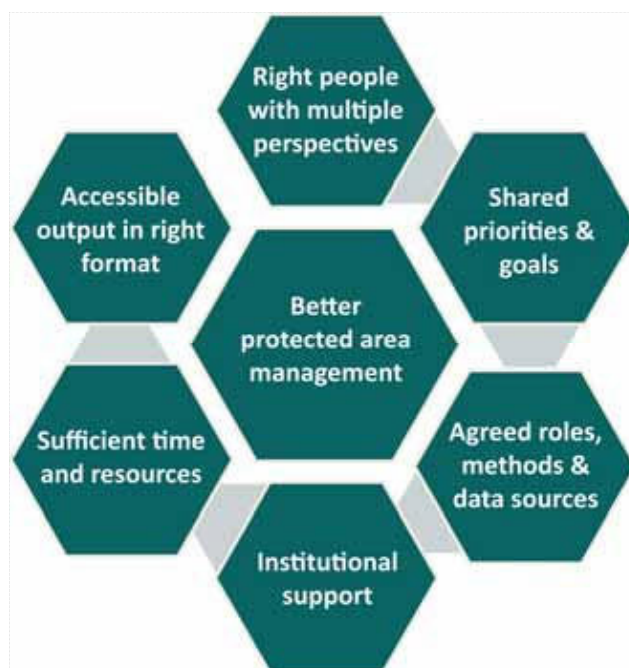 Right people
with multiple
perspectives
Shared
priorities &
goals
Agreed roles,
methods &
data sources
Institutional
support
Sufficient time
and resources
Accessible
output in right
format
Better
protected area
management